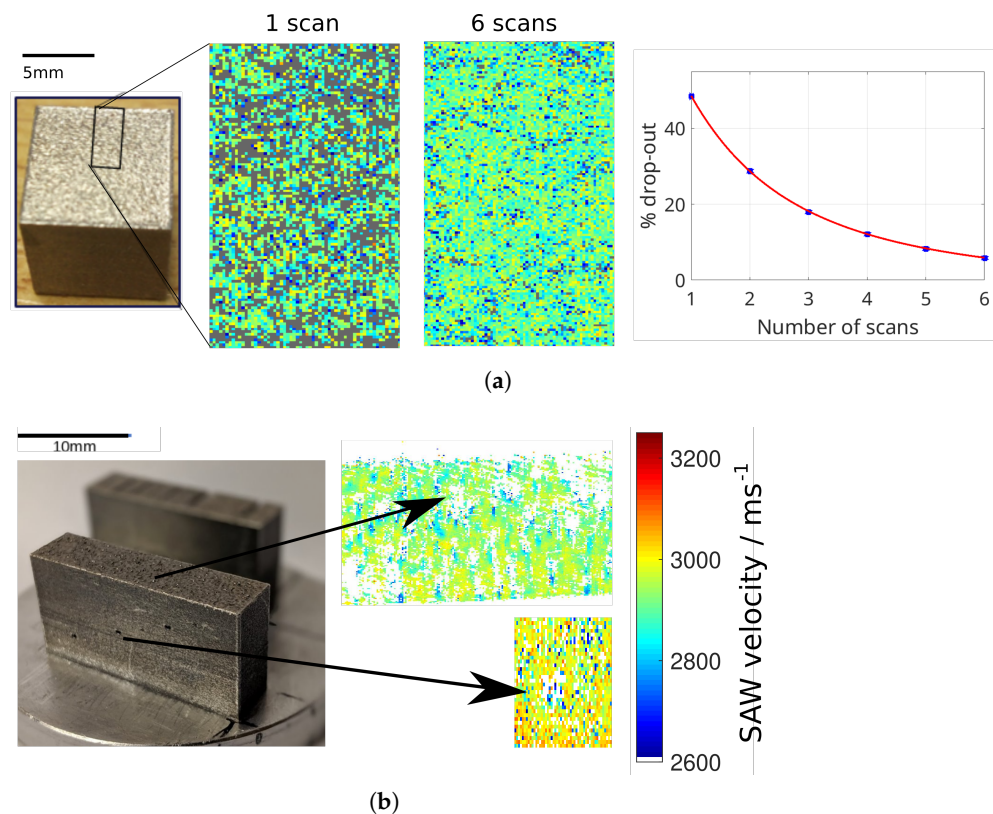 1 scan
6 scans
5mm
% drop-out
40
20
0
1 2 3 4 5 6
Number of scans
(a)
10mm
3200
3000
2800
2600
SAW velocity / ms⁻¹
(b)